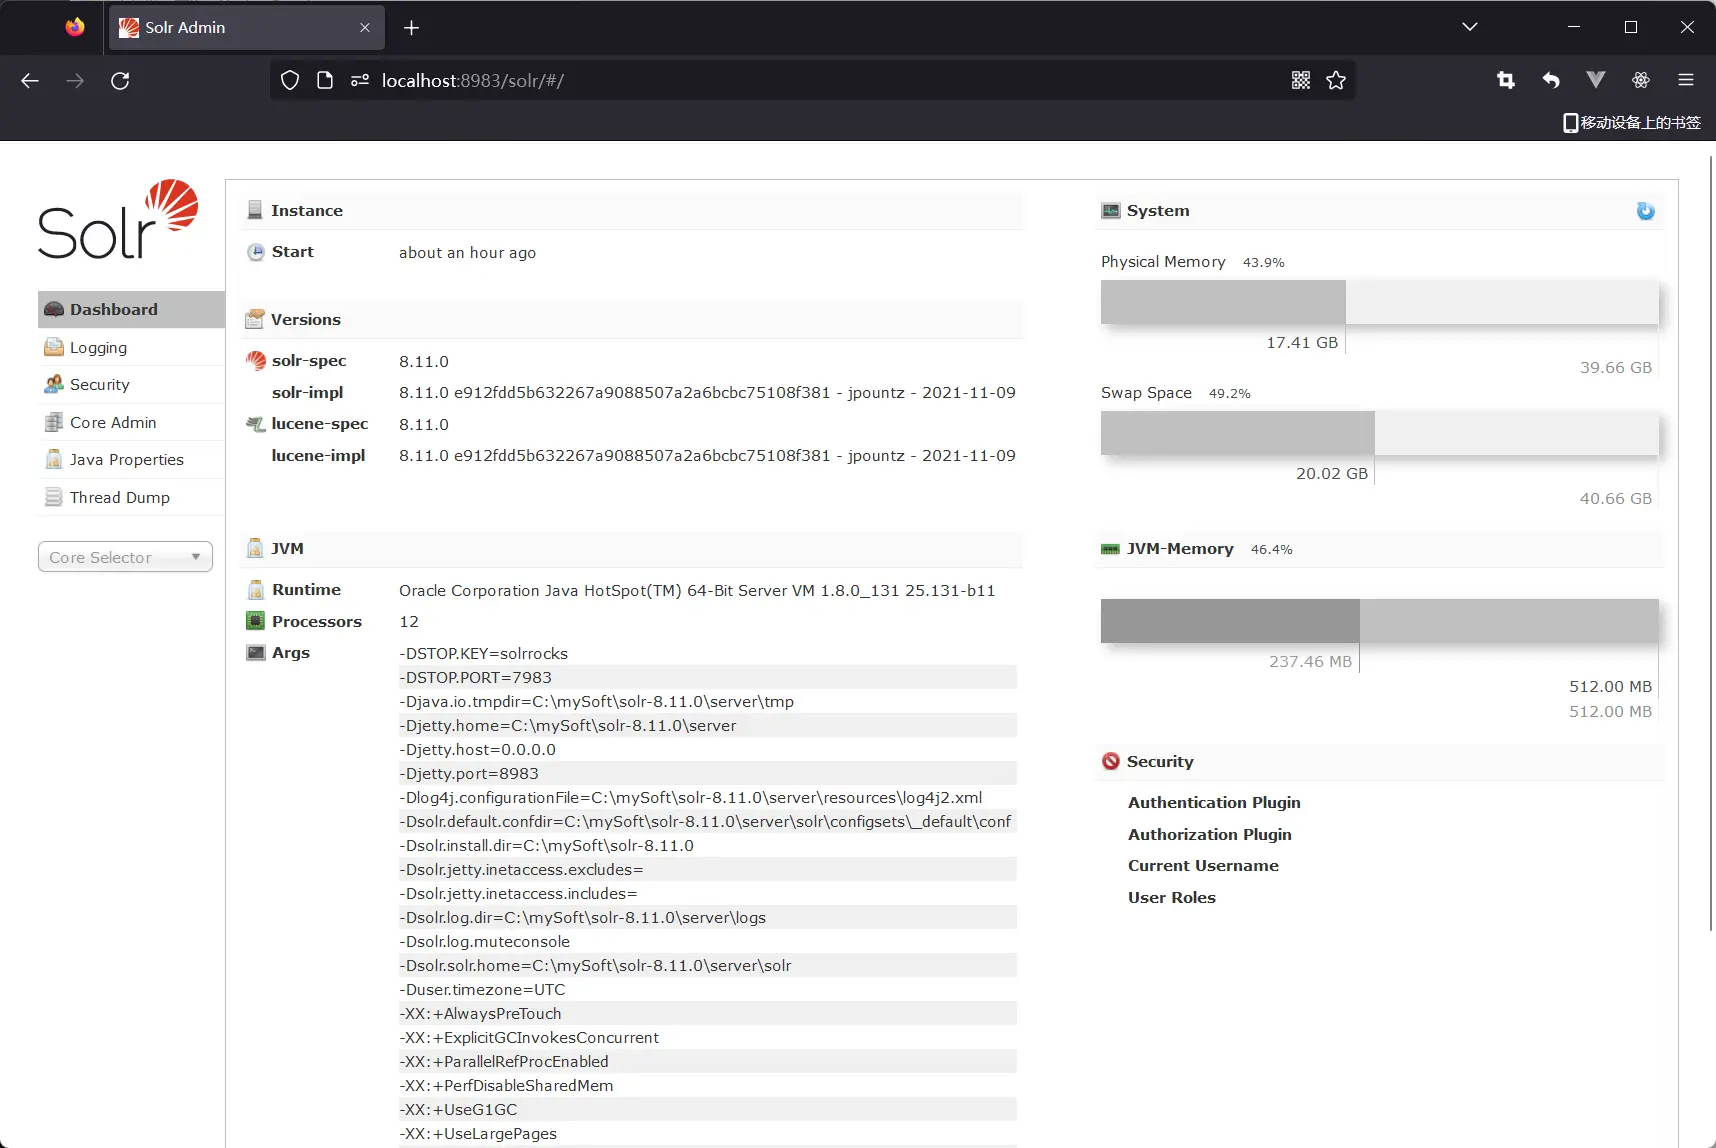 Solr Admin
localhost:8983/solr/#/
移动设备上的书签
Solr
Dashboard
Logging
Security
Core Admin
Java Properties
Thread Dump
Core Selector
Instance
Start about an hour ago
Versions
solr-spec 8.11.0
solr-impl 8.11.0 e912fdd5b632267a9088507a2a6bcbc75108f381 - jpountz - 2021-11-09
lucene-spec 8.11.0
lucene-impl 8.11.0 e912fdd5b632267a9088507a2a6bcbc75108f381 - jpountz - 2021-11-09
JVM
Runtime Oracle Corporation Java HotSpot(TM) 64-Bit Server VM 1.8.0_131 25.131-b11
Processors 12
Args -DSTOP.KEY=solrrocks
-DSTOP.PORT=7983
-Djava.io.tmpdir=C:\mySoft\solr-8.11.0\server\tmp
-Djetty.home=C:\mySoft\solr-8.11.0\server
-Djetty.host=0.0.0.0
-Djetty.port=8983
-Dlog4j.configurationFile=C:\mySoft\solr-8.11.0\server\resources\log4j2.xml
-Dsolr.default.confdir=C:\mySoft\solr-8.11.0\server\solr\configsets\_default\conf
-Dsolr.install.dir=C:\mySoft\solr-8.11.0
-Dsolr.jetty.inetaccess.excludes=
-Dsolr.jetty.inetaccess.includes=
-Dsolr.log.dir=C:\mySoft\solr-8.11.0\server\logs
-Dsolr.log.muteconsole
-Dsolr.solr.home=C:\mySoft\solr-8.11.0\server\solr
-Duser.timezone=UTC
-XX:+AlwaysPreTouch
-XX:+ExplicitGCInvokesConcurrent
-XX:+ParallelRefProcEnabled
-XX:+PerfDisableSharedMem
-XX:+UseG1GC
-XX:+UseLargePages
System
Physical Memory 43.9%
17.41 GB
39.66 GB
Swap Space 49.2%
20.02 GB
40.66 GB
JVM-Memory 46.4%
237.46 MB
512.00 MB
512.00 MB
Security
Authentication Plugin
Authorization Plugin
Current Username
User Roles